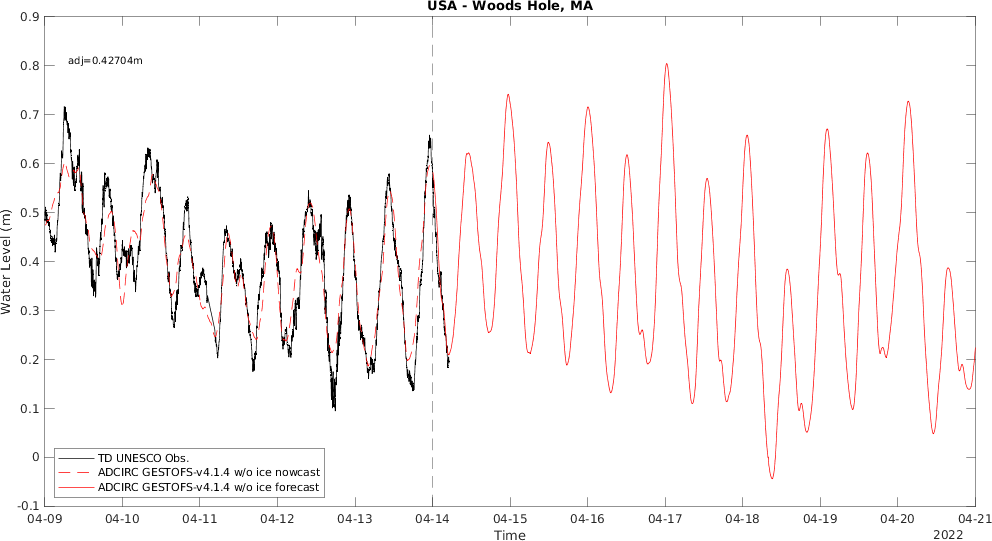 USA - Woods Hole, MA
0.9
0.8
0.7
0.6
0.5
0.4
0.3
0.2
0.1
0
-0.1
Water Level (m)
adj=0.42704m
TD UNESCO Obs.
ADCIRC GESTOFS-v4.1.4 w/o ice nowcast
ADCIRC GESTOFS-v4.1.4 w/o ice forecast
04-09 04-10 04-11 04-12 04-13 04-14 04-15 04-16 04-17 04-18 04-19 04-20 04-21
Time
2022